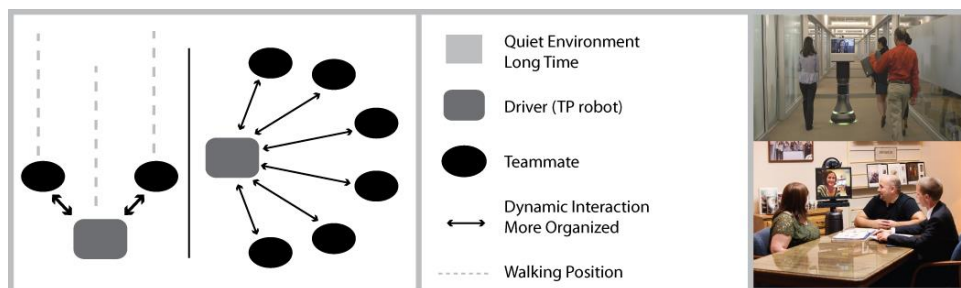 Quiet Environment
Long Time
Driver (TP robot)
Teammate
Dynamic Interaction
More Organized
Walking Position